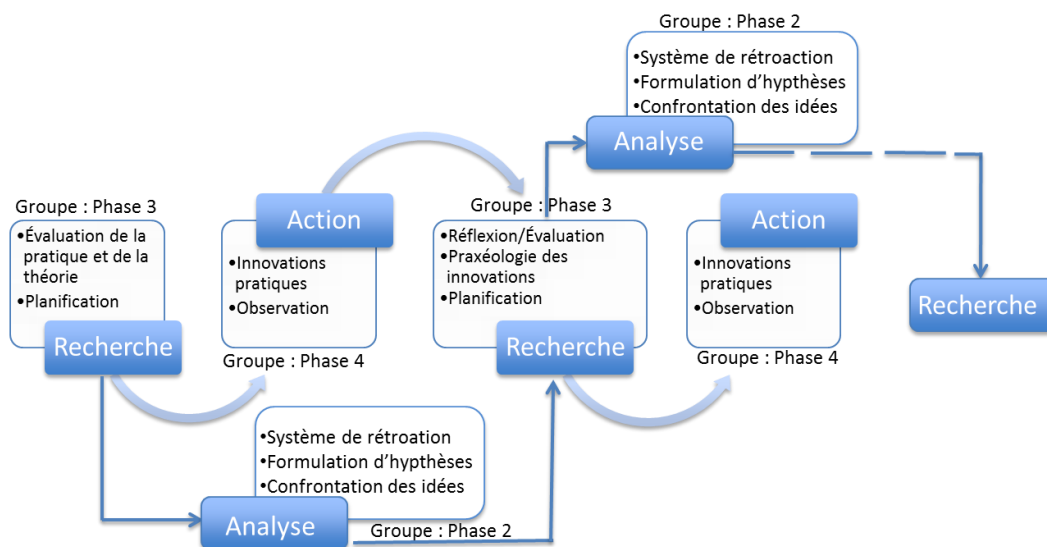 Groupe : Phase 2
•Système de rétroaction
•Formulation d'hypthèses
•Confrontation des idées
Analyse
Groupe : Phase 3
•Évaluation de la
pratique et de la
théorie
•Planification
Recherche
Action
•Innovations
pratiques
•Observation
Groupe : Phase 4
Groupe : Phase 3
•Réflexion/Évaluation
•Praxéologie des
innovations
•Planification
Recherche
Action
•Innovations
pratiques
•Observation
Groupe : Phase 4
Recherche
•Système de rétroation
•Formulation d'hypthèses
•Confrontation des idées
Analyse
Groupe : Phase 2